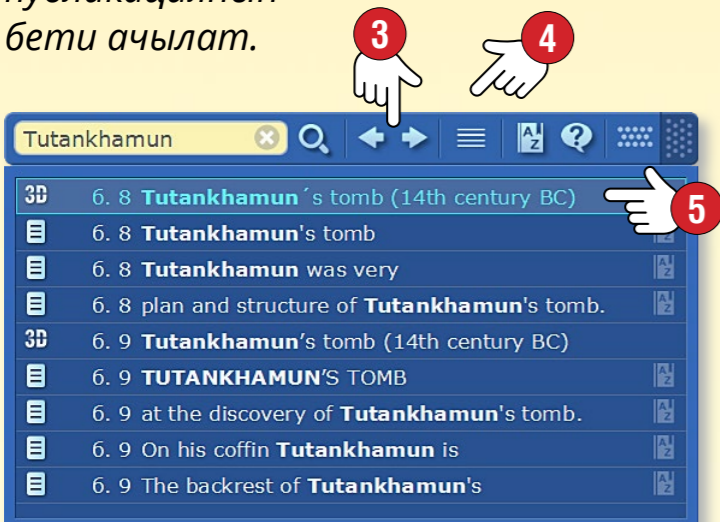 бети ачылат.
3
4
Tutankhamun
3D 6. 8 Tutankhamun´s tomb (14th century BC)
5
6. 8 Tutankhamun's tomb
6. 8 Tutankhamun was very
6. 8 plan and structure of Tutankhamun's tomb.
3D 6. 9 Tutankhamun’s tomb (14th century BC)
6. 9 TUTANKHAMUN’S TOMB
6. 9 at the discovery of Tutankhamun's tomb.
6. 9 On his coffin Tutankhamun is
6. 9 The backrest of Tutankhamun's